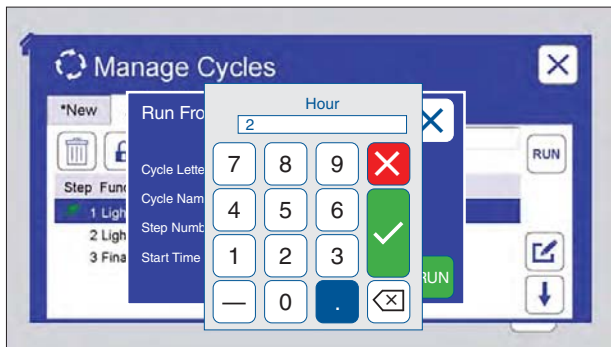 Manage Cycles
*New
Run Fro
Hour
2
RUN
Cycle Lette
7 8 9
Step Func
Cycle Nam
1 Ligh
4 5 6
2 Ligh
Step Numb
3 Fina
Start Time
1 2 3
RUN
— 0 .